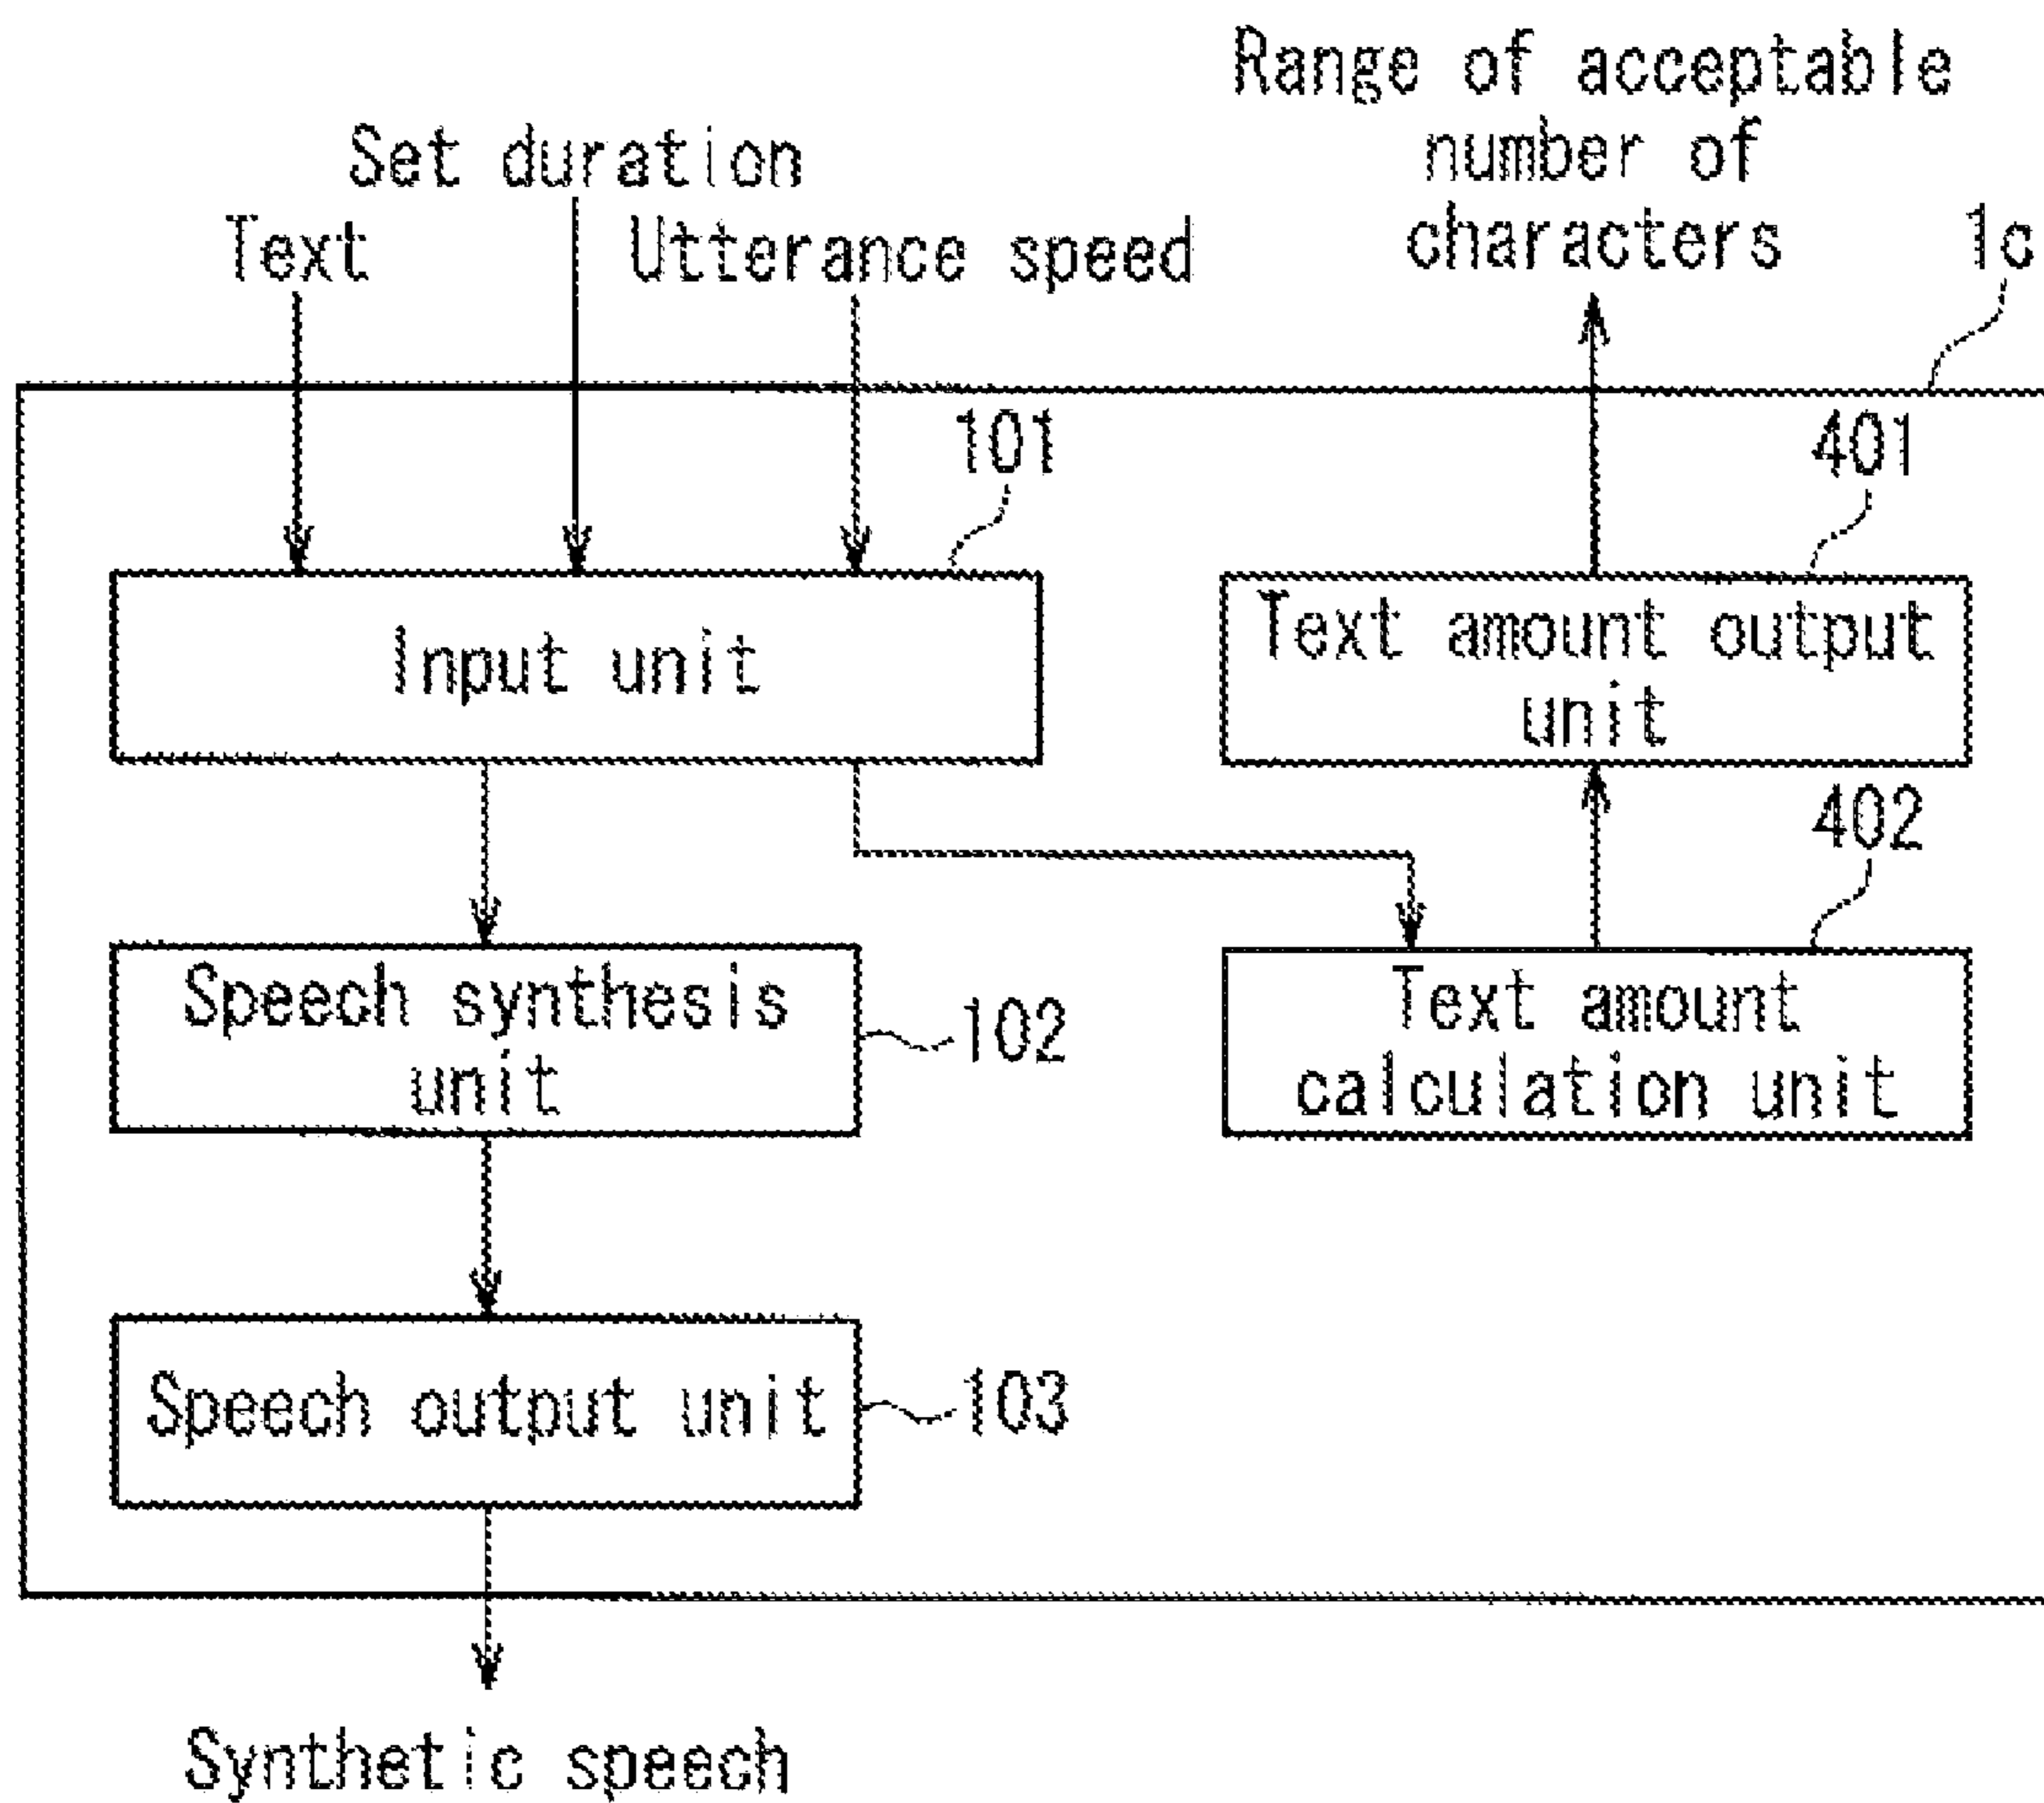 Range of acceptable
number of
characters
Set duration
Text
Utterance speed
1c
101
401
Input unit
Text amount output
unit
402
Speech synthesis
unit
102
Text amount
calculation unit
Speech output unit
103
Synthetic speech